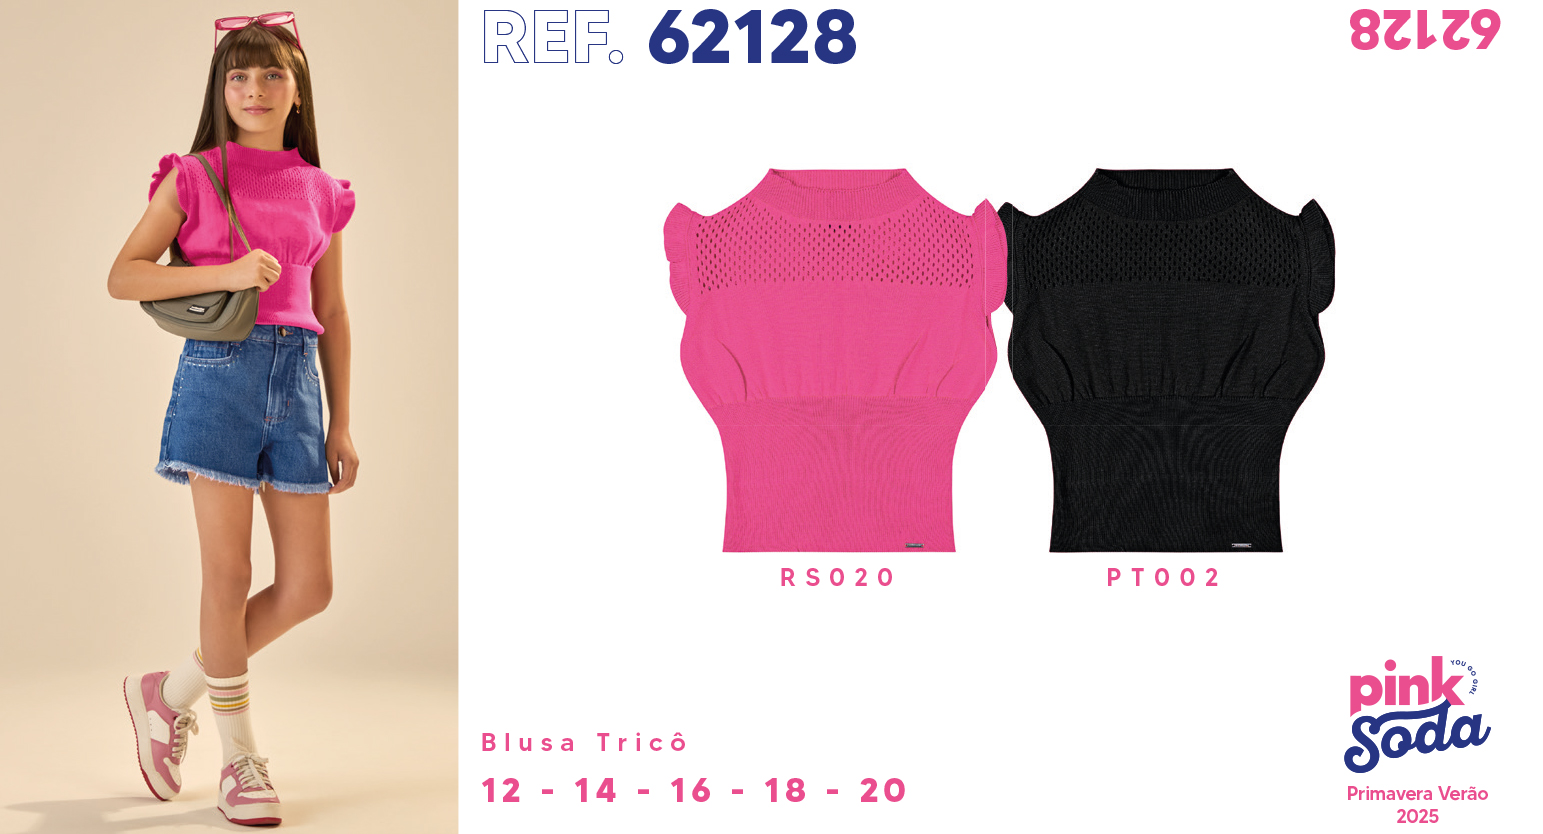 REF. 62128
62128
RS020
PT002
Blusa Tricô
12 - 14 - 16 - 18 - 20
pink
YOU GO GIRL
Soda
Primavera Verão
2025